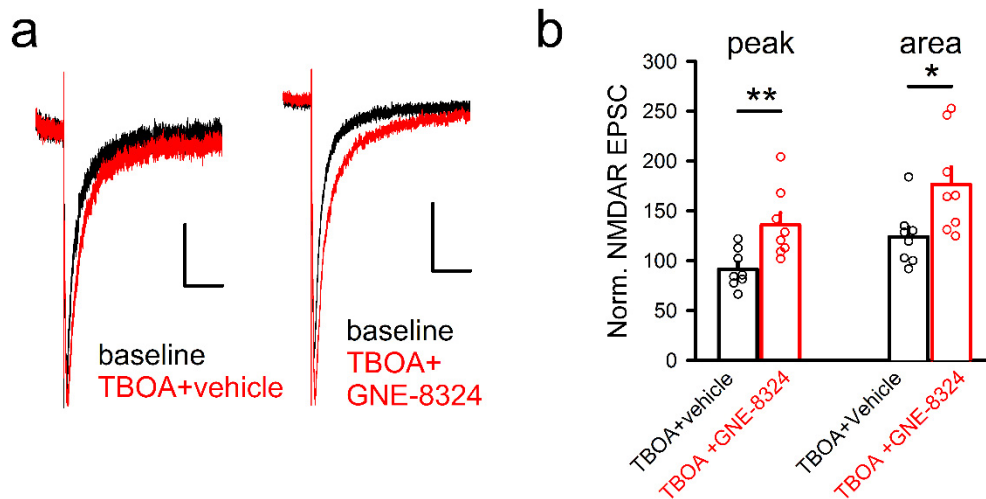 a
baseline
TBOA+vehicle
baseline
TBOA+
GNE-8324
b
peak
area
**
*
Norm. NMDAR EPSC
300
250
200
150
100
50
0
TBOA+vehicle
TBOA +GNE-8324
TBOA+Vehicle
TBOA +GNE-8324